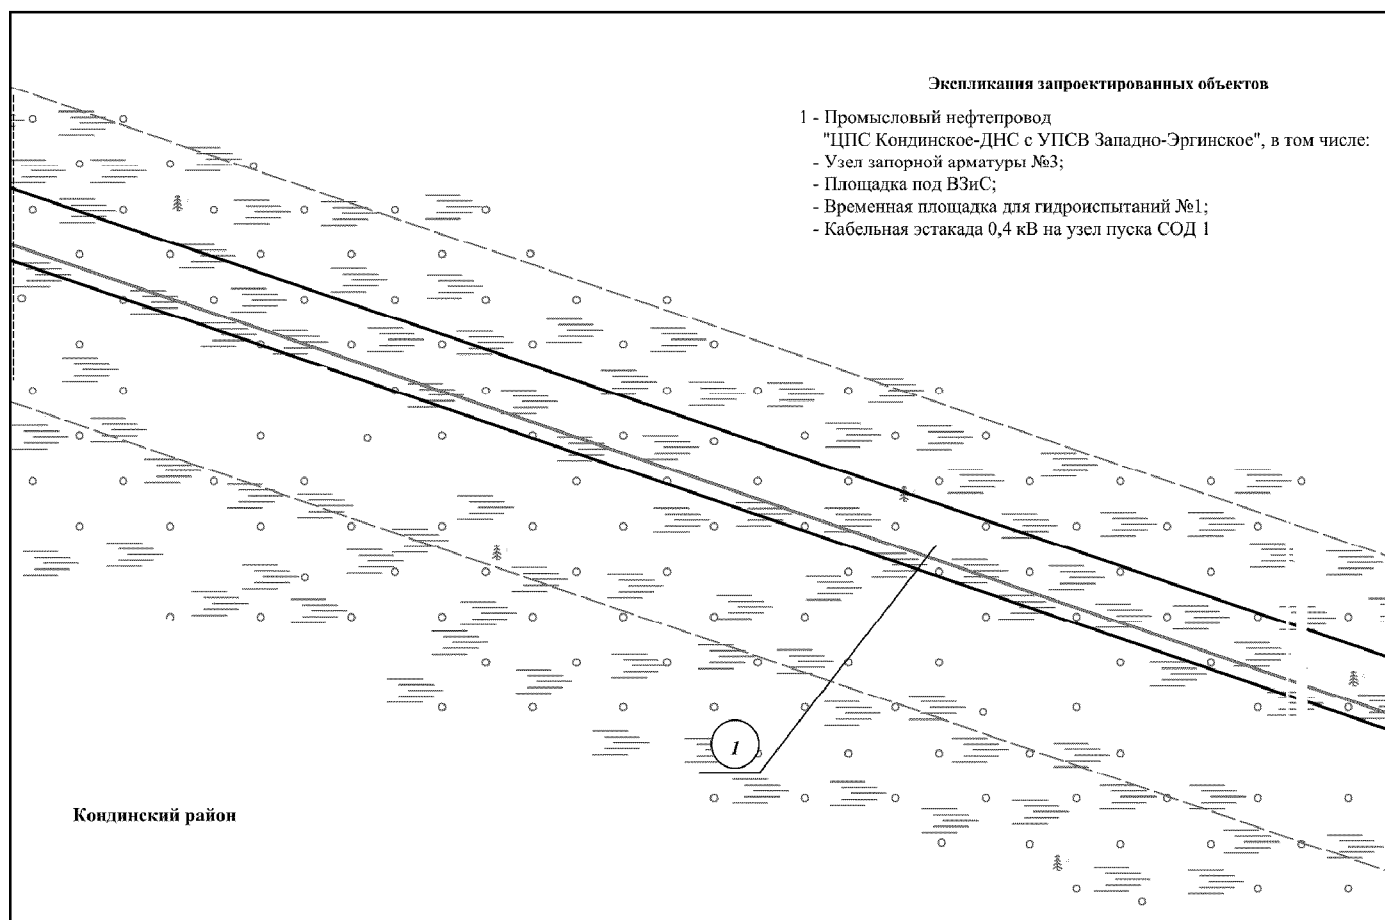 Экспликация запроектированных объектов
1 - Промысловый нефтепровод
"ЦПС Кондинское-ДНС с УПСВ Западно-Эргинское", в том числе:
- Узел запорной арматуры №3;
- Площадка под ВЗиС;
- Временная площадка для гидроиспытаний №1;
- Кабельная эстакада 0,4 кВ на узел пуска СОД 1
1
Кондинский район